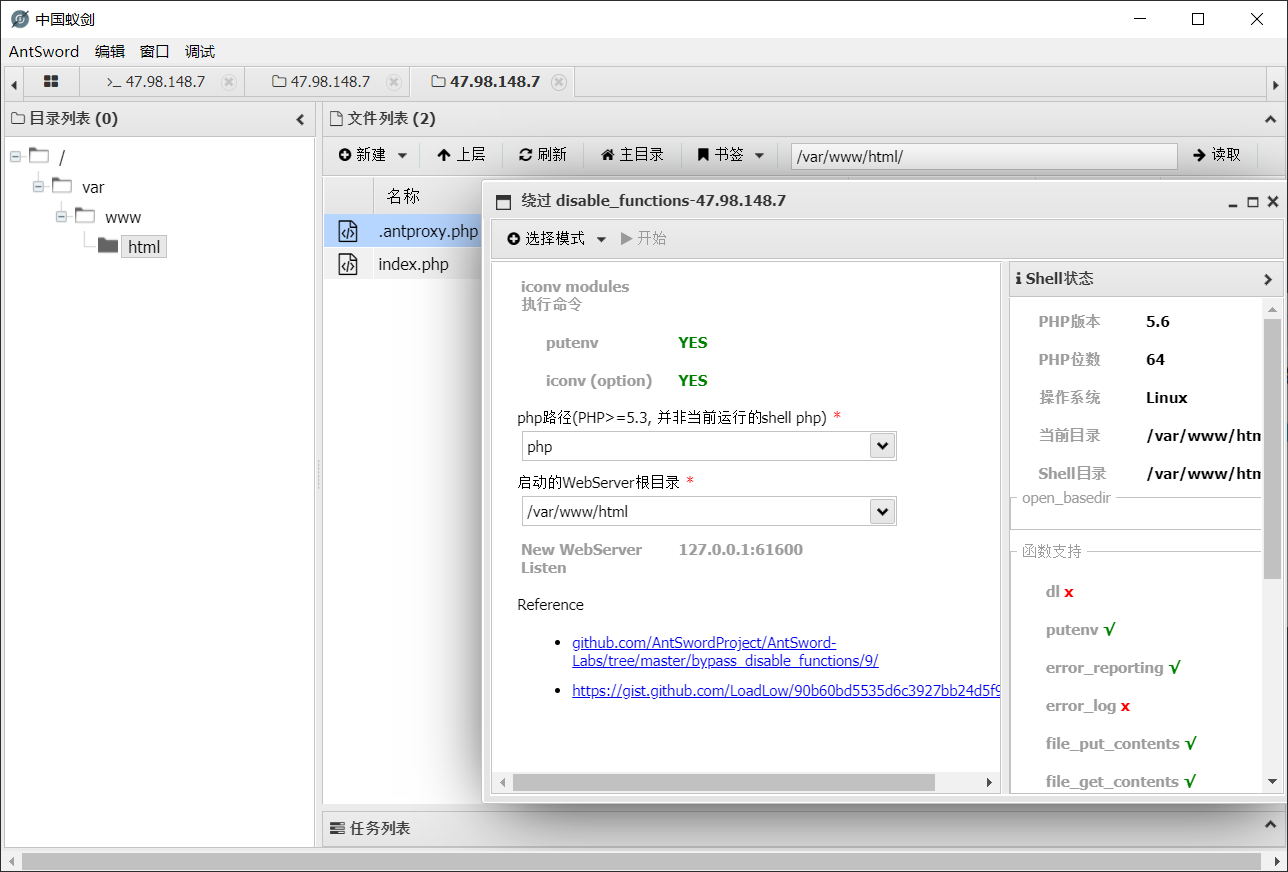 中国蚁剑
AntSword 编辑 窗口 调试
>_ 47.98.148.7 47.98.148.7 47.98.148.7
目录列表 (0)
/
var
www
html
文件列表 (2)
新建 上层 刷新 主目录 书签 /var/www/html/ 读取
名称
.antproxy.php
index.php
绕过 disable_functions-47.98.148.7
选择模式 开始
iconv modules
执行命令
putenv YES
iconv (option) YES
php路径(PHP>=5.3, 并非当前运行的shell php) *
php
启动的WebServer根目录 *
/var/www/html
New WebServer 127.0.0.1:61600
Listen
Reference
github.com/AntSwordProject/AntSword-
Labs/tree/master/bypass_disable_functions/9/
https://gist.github.com/LoadLow/90b60bd5535d6c3927bb24d5f9
Shell状态
PHP版本 5.6
PHP位数 64
操作系统 Linux
当前目录 /var/www/htm
Shell目录 /var/www/htm
open_basedir
函数支持
dl x
putenv √
error_reporting √
error_log x
file_put_contents √
file_get_contents √
任务列表